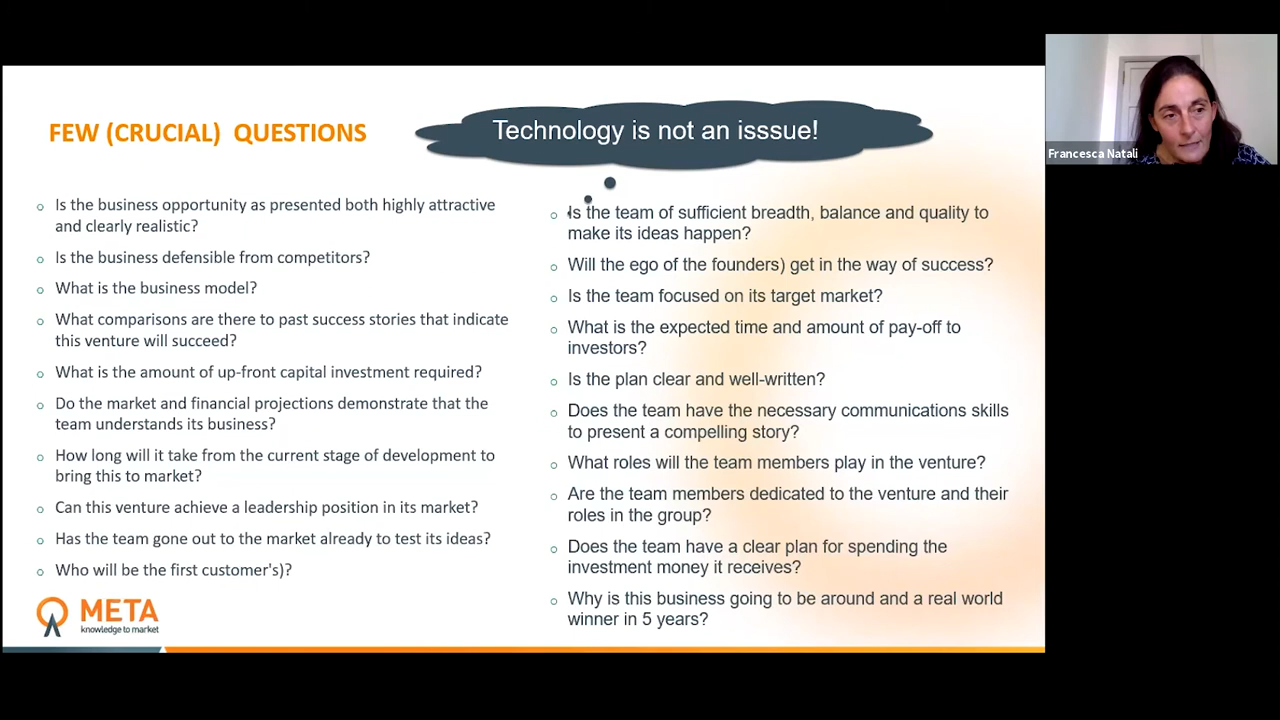 FEW (CRUCIAL) QUESTIONS
Technology is not an isssue!
Is the business opportunity as presented both highly attractive
and clearly realistic?
Is the business defensible from competitors?
What is the business model?
What comparisons are there to past success stories that indicate
this venture will succeed?
What is the amount of up-front capital investment required?
Do the market and financial projections demonstrate that the
team understands its business?
How long will it take from the current stage of development to
bring this to market?
Can this venture achieve a leadership position in its market?
Has the team gone out to the market already to test its ideas?
Who will be the first customer's)?
Is the team of sufficient breadth, balance and quality to
make its ideas happen?
Will the ego of the founders) get in the way of success?
Is the team focused on its target market?
What is the expected time and amount of pay-off to
investors?
Is the plan clear and well-written?
Does the team have the necessary communications skills
to present a compelling story?
What roles will the team members play in the venture?
Are the team members dedicated to the venture and their
roles in the group?
Does the team have a clear plan for spending the
investment money it receives?
Why is this business going to be around and a real world
winner in 5 years?
META
knowledge to market
Francesca Natali